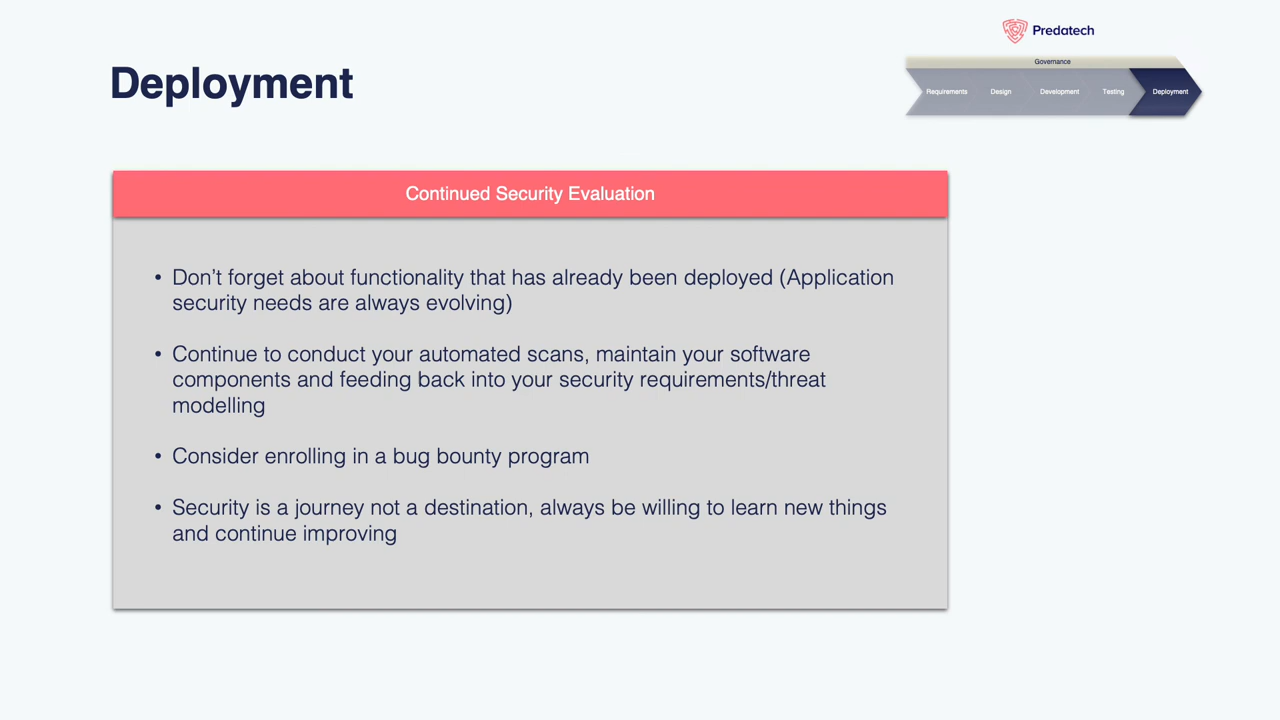 Predatech
Deployment
Governance
Requirements Design Development Testing Deployment
Continued Security Evaluation
• Don’t forget about functionality that has already been deployed (Application
security needs are always evolving)
• Continue to conduct your automated scans, maintain your software
components and feeding back into your security requirements/threat
modelling
• Consider enrolling in a bug bounty program
• Security is a journey not a destination, always be willing to learn new things
and continue improving